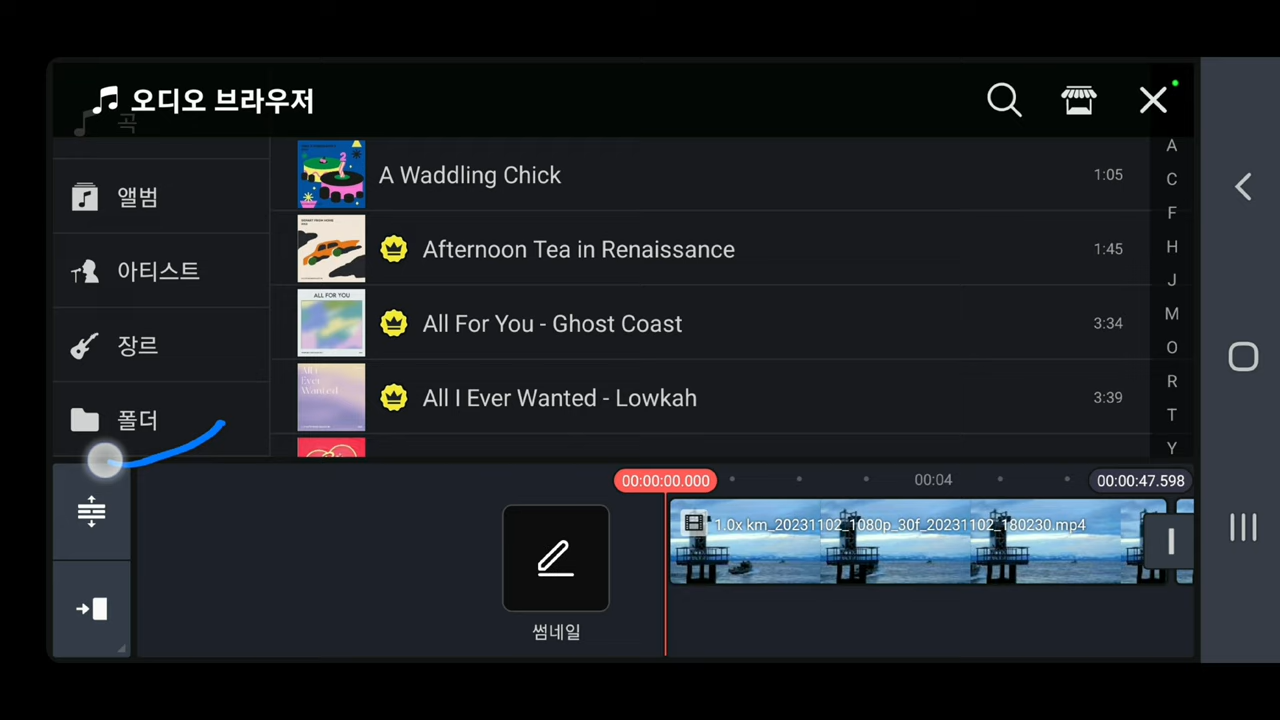 오디오 브라우저
곡
앨범
아티스트
장르
폴더
A Waddling Chick 1:05
Afternoon Tea in Renaissance 1:45
ALL FOR YOU
All For You - Ghost Coast 3:34
All I Ever Wanted
All I Ever Wanted - Lowkah 3:39
A
C
F
H
J
M
O
R
T
Y
00:00:00.000
00:04
00:00:47.598
1.0x km_20231102_1080p_30f_20231102_180230.mp4
썸네일